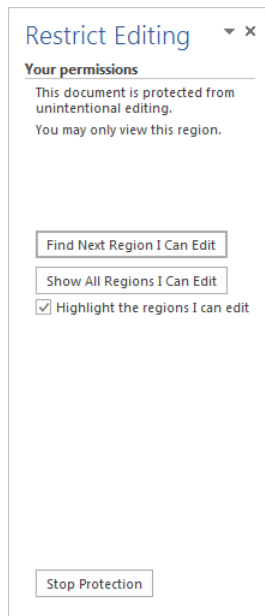 Restrict Editing
Your permissions
This document is protected from
unintentional editing.
You may only view this region.
Find Next Region I Can Edit
Show All Regions I Can Edit
Highlight the regions I can edit
Stop Protection